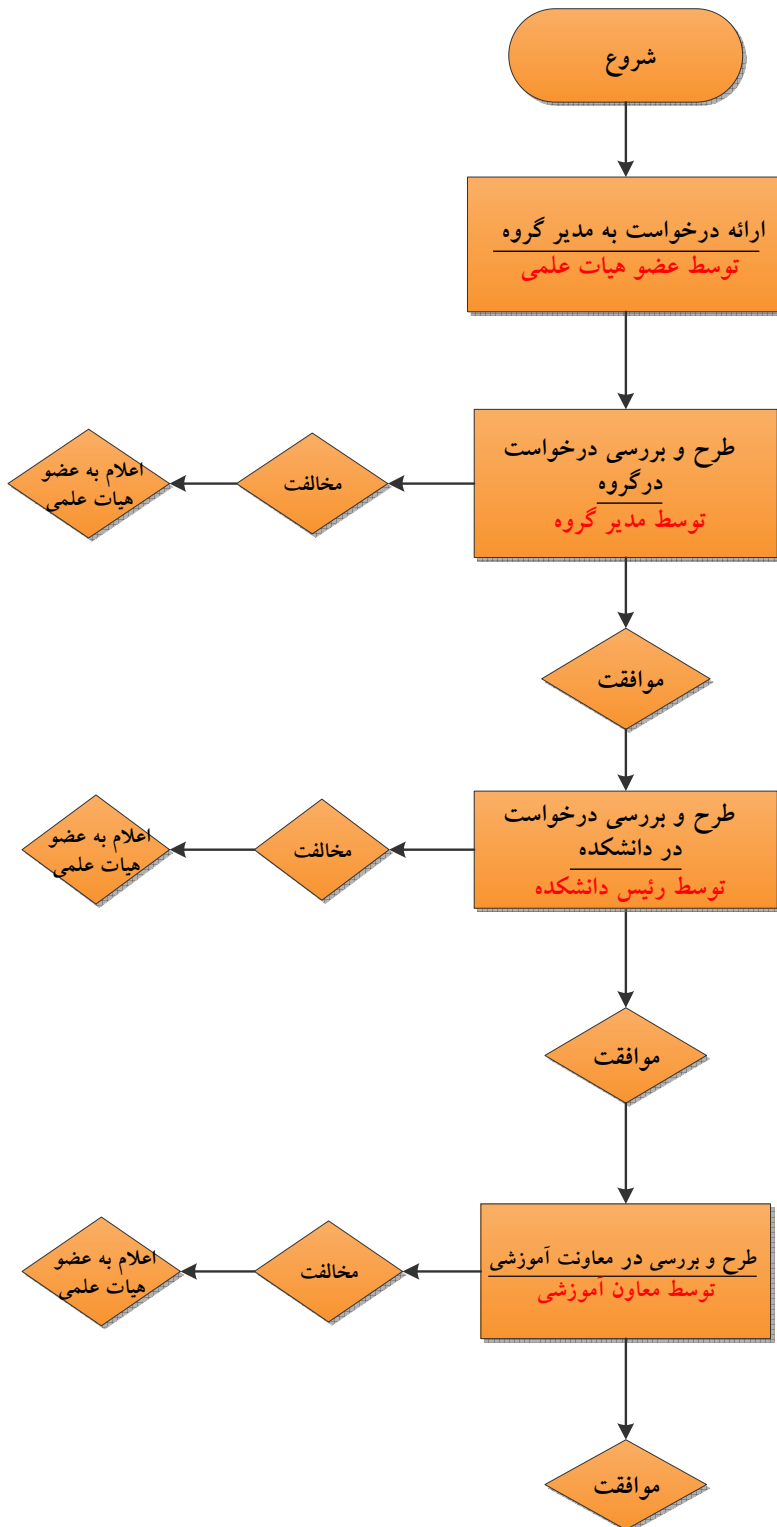 شروع
ارائه درخواست به مدیر گروه
توسط عضو هیات علمی
طرح و بررسی درخواست
درگروه
توسط مدیر گروه
مخالفت
اعلام به عضو
هیات علمی
موافقت
طرح و بررسی درخواست
در دانشکده
توسط رئیس دانشکده
مخالفت
اعلام به عضو
هیات علمی
موافقت
طرح و بررسی در معاونت آموزشی
توسط معاون آموزشی
مخالفت
اعلام به عضو
هیات علمی
موافقت